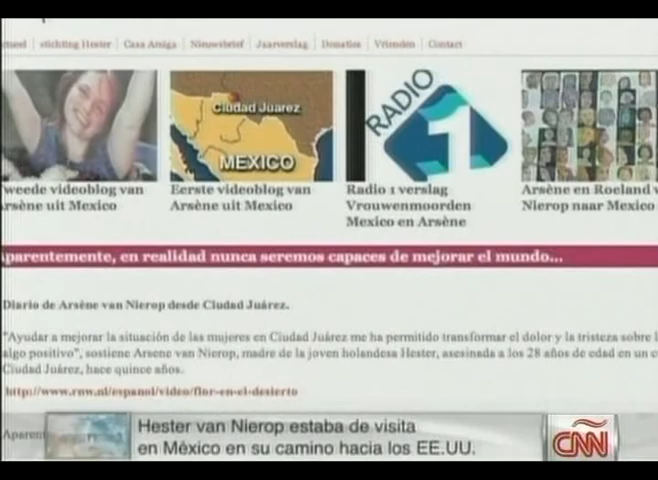 stichting Hester | Casa Amiga | Nieuwsbrief | Jaarverslag | Donaties | Vrienden | Contact
Ciudad Juarez
MEXICO
RADIO
1
weede videoblog van
rsène uit Mexico
Eerste videoblog van
Arsène uit Mexico
Radio 1 verslag
Vrouwenmoorden
Mexico en Arsène
Arsène en Roeland v
Nierop naar Mexico
Aparentemente, en realidad nunca seremos capaces de mejorar el mundo...
Diario de Arsène van Nierop desde Ciudad Juárez.
"Ayudar a mejorar la situación de las mujeres en Ciudad Juárez me ha permitido transformar el dolor y la tristeza sobre l
algo positivo", sostiene Arsene van Nierop, madre de la joven holandesa Hester, asesinada a los 28 años de edad en un
Ciudad Juárez, hace quince años.
http://www.rnw.nl/espanol/video/flor-en-el-desierto
Aparent
Hester van Nierop estaba de visita
en México en su camino hacia los EE.UU.
CNN